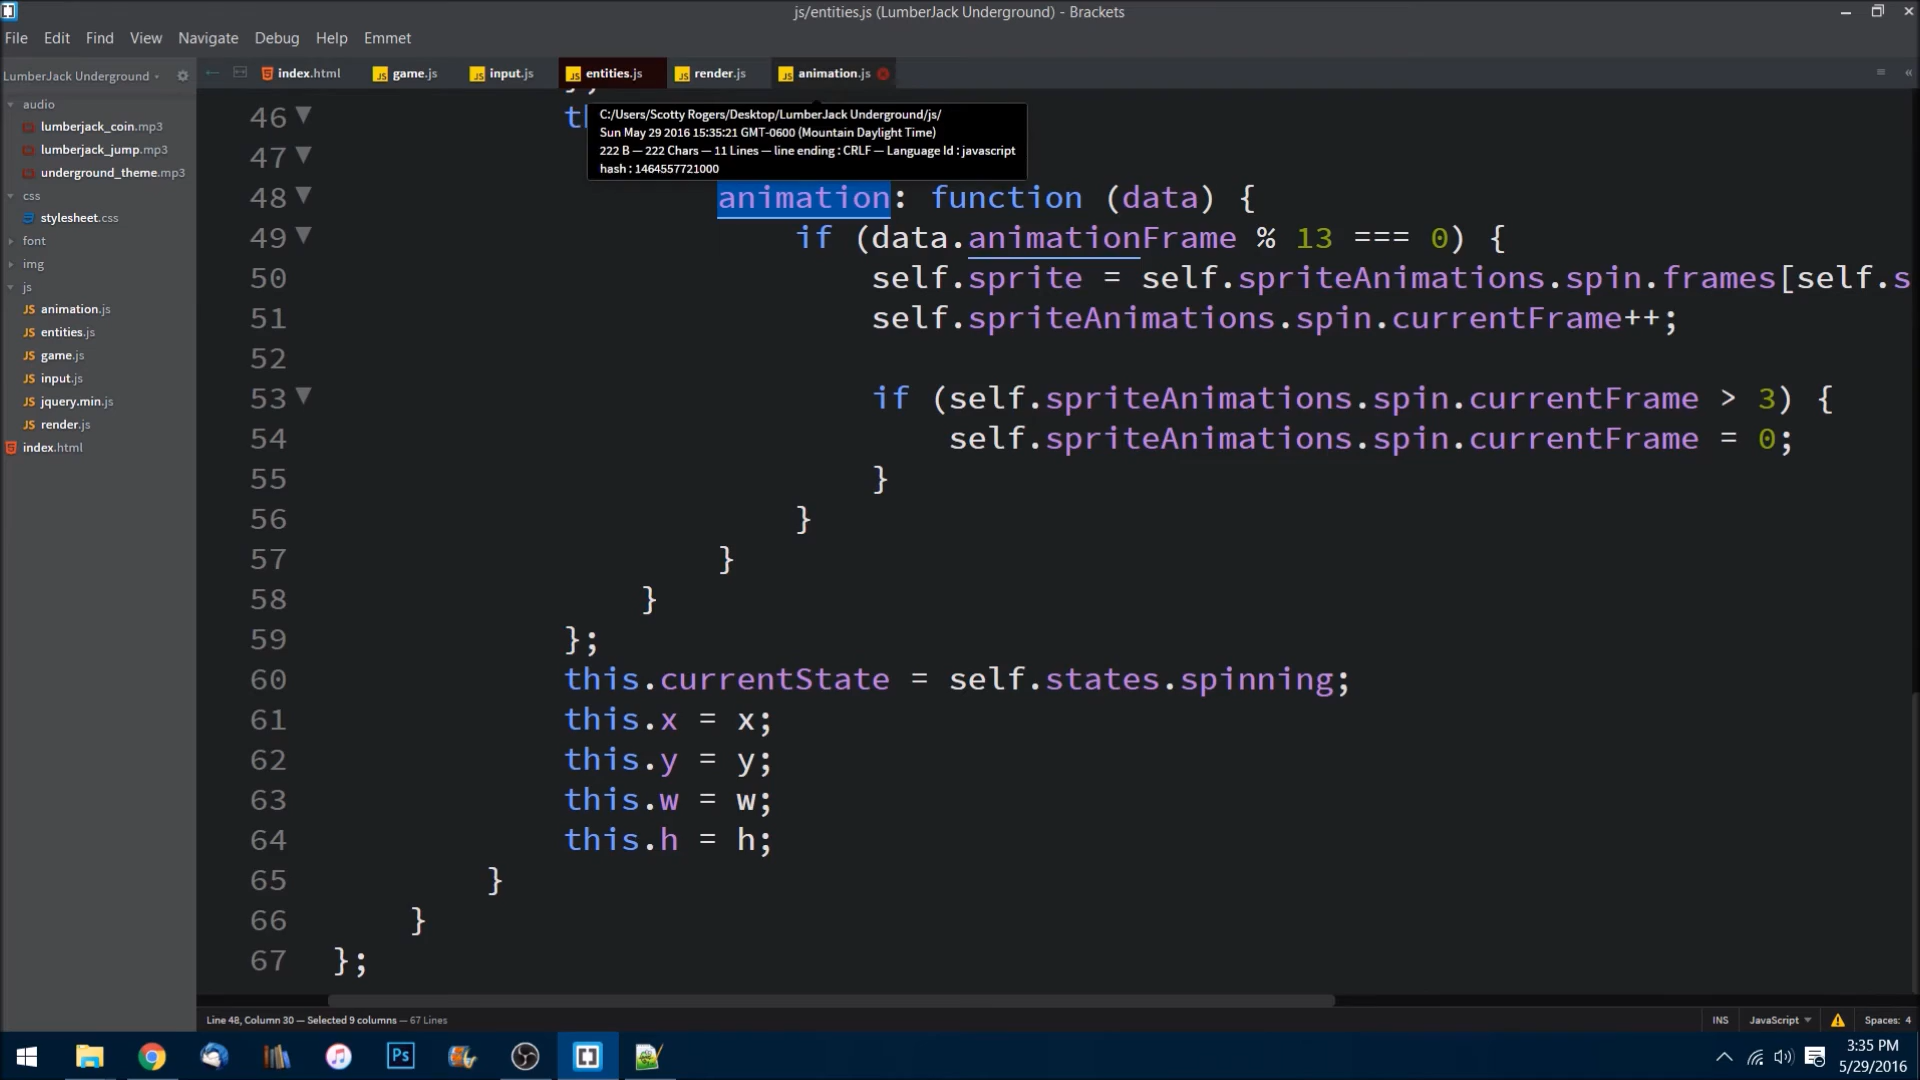 js/entities.js (LumberJack Underground) - Brackets
File Edit Find View Navigate Debug Help Emmet
LumberJack Underground
index.html game.js input.js entities.js render.js animation.js
audio
lumberjack_coin.mp3
lumberjack_jump.mp3
underground_theme.mp3
css
stylesheet.css
font
img
js
animation.js
entities.js
game.js
input.js
jquery.min.js
render.js
index.html
C:/Users/Scotty Rogers/Desktop/LumberJack Underground/js/
Sun May 29 2016 15:35:21 GMT-0600 (Mountain Daylight Time)
222 B — 222 Chars — 11 Lines — line ending : CRLF — Language Id : javascript
hash : 1464557721000
46 th
47
48 animation: function (data) {
49 if (data.animationFrame % 13 === 0) {
50 self.sprite = self.spriteAnimations.spin.frames[self.s
51 self.spriteAnimations.spin.currentFrame++;
52
53 if (self.spriteAnimations.spin.currentFrame > 3) {
54 self.spriteAnimations.spin.currentFrame = 0;
55 }
56 }
57 }
58 }
59 };
60 this.currentState = self.states.spinning;
61 this.x = x;
62 this.y = y;
63 this.w = w;
64 this.h = h;
65 }
66 }
67 };
Line 48, Column 30 — Selected 9 columns — 67 Lines
INS JavaScript Spaces: 4
Ps
3:35 PM
5/29/2016